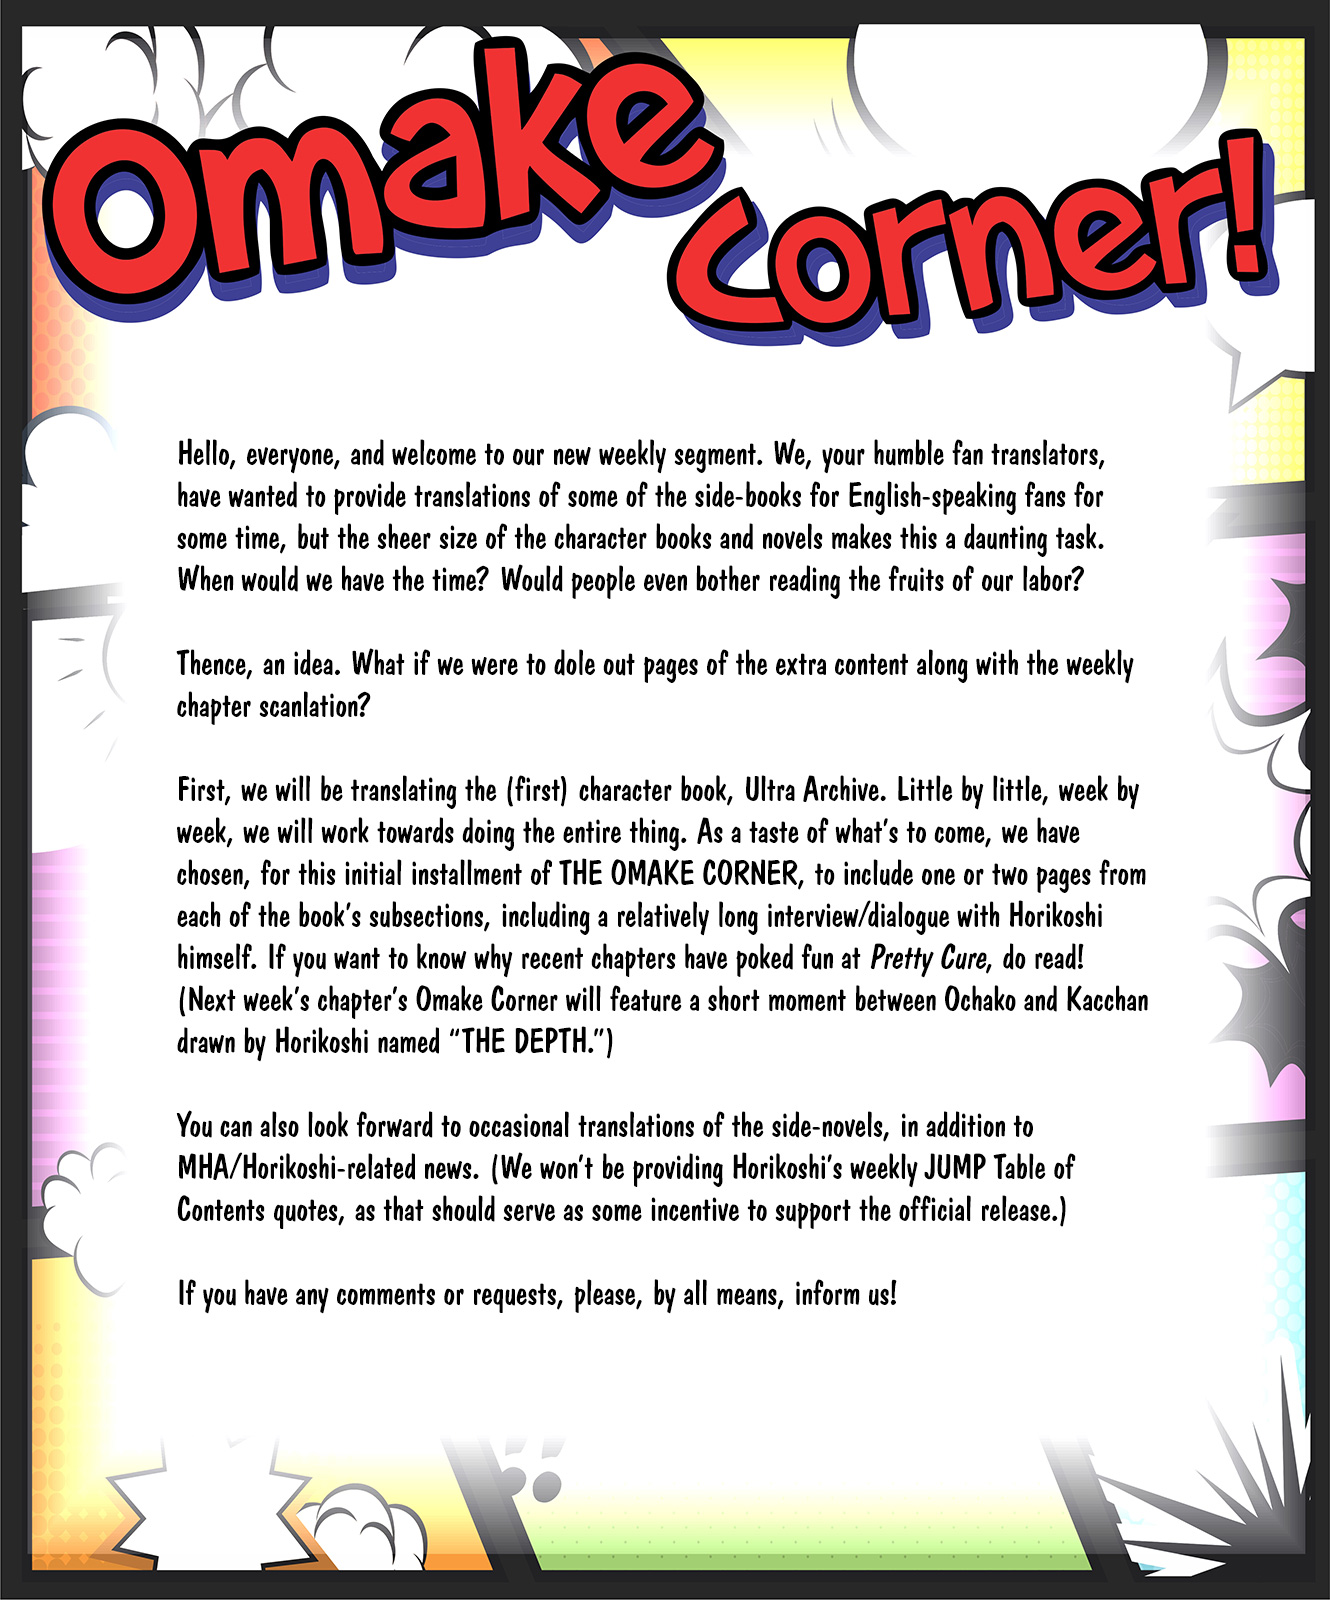 Omake
Corner!
Hello, everyone, and welcome to our new weekly segment. We, your humble fan translators,
have wanted to provide translations of some of the side-books for English-speaking fans for
some time, but the sheer size of the character books and novels makes this a daunting task.
When would we have the time? Would people even bother reading the fruits of our labor?
Thence, an idea. What if we were to dole out pages of the extra content along with the weekly
chapter scanlation?
First, we will be translating the (first) character book, Ultra Archive. Little by little, week by
week, we will work towards doing the entire thing. As a taste of what's to come, we have
chosen, for this initial installment of THE OMAKE CORNER, to include one or two pages from
each of the book's subsections, including a relatively long interview/dialogue with Horikoshi
himself. If you want to know why recent chapters have poked fun at Pretty Cure, do read!
(Next week's chapter's Omake Corner will feature a short moment between Ochako and Kacchan
drawn by Horikoshi named “THE DEPTH.”)
You can also look forward to occasional translations of the side-novels, in addition to
MHA/Horikoshi-related news. (We won't be providing Horikoshi's weekly JUMP Table of
Contents quotes, as that should serve as some incentive to support the official release.)
If you have any comments or requests, please, by all means, inform us!